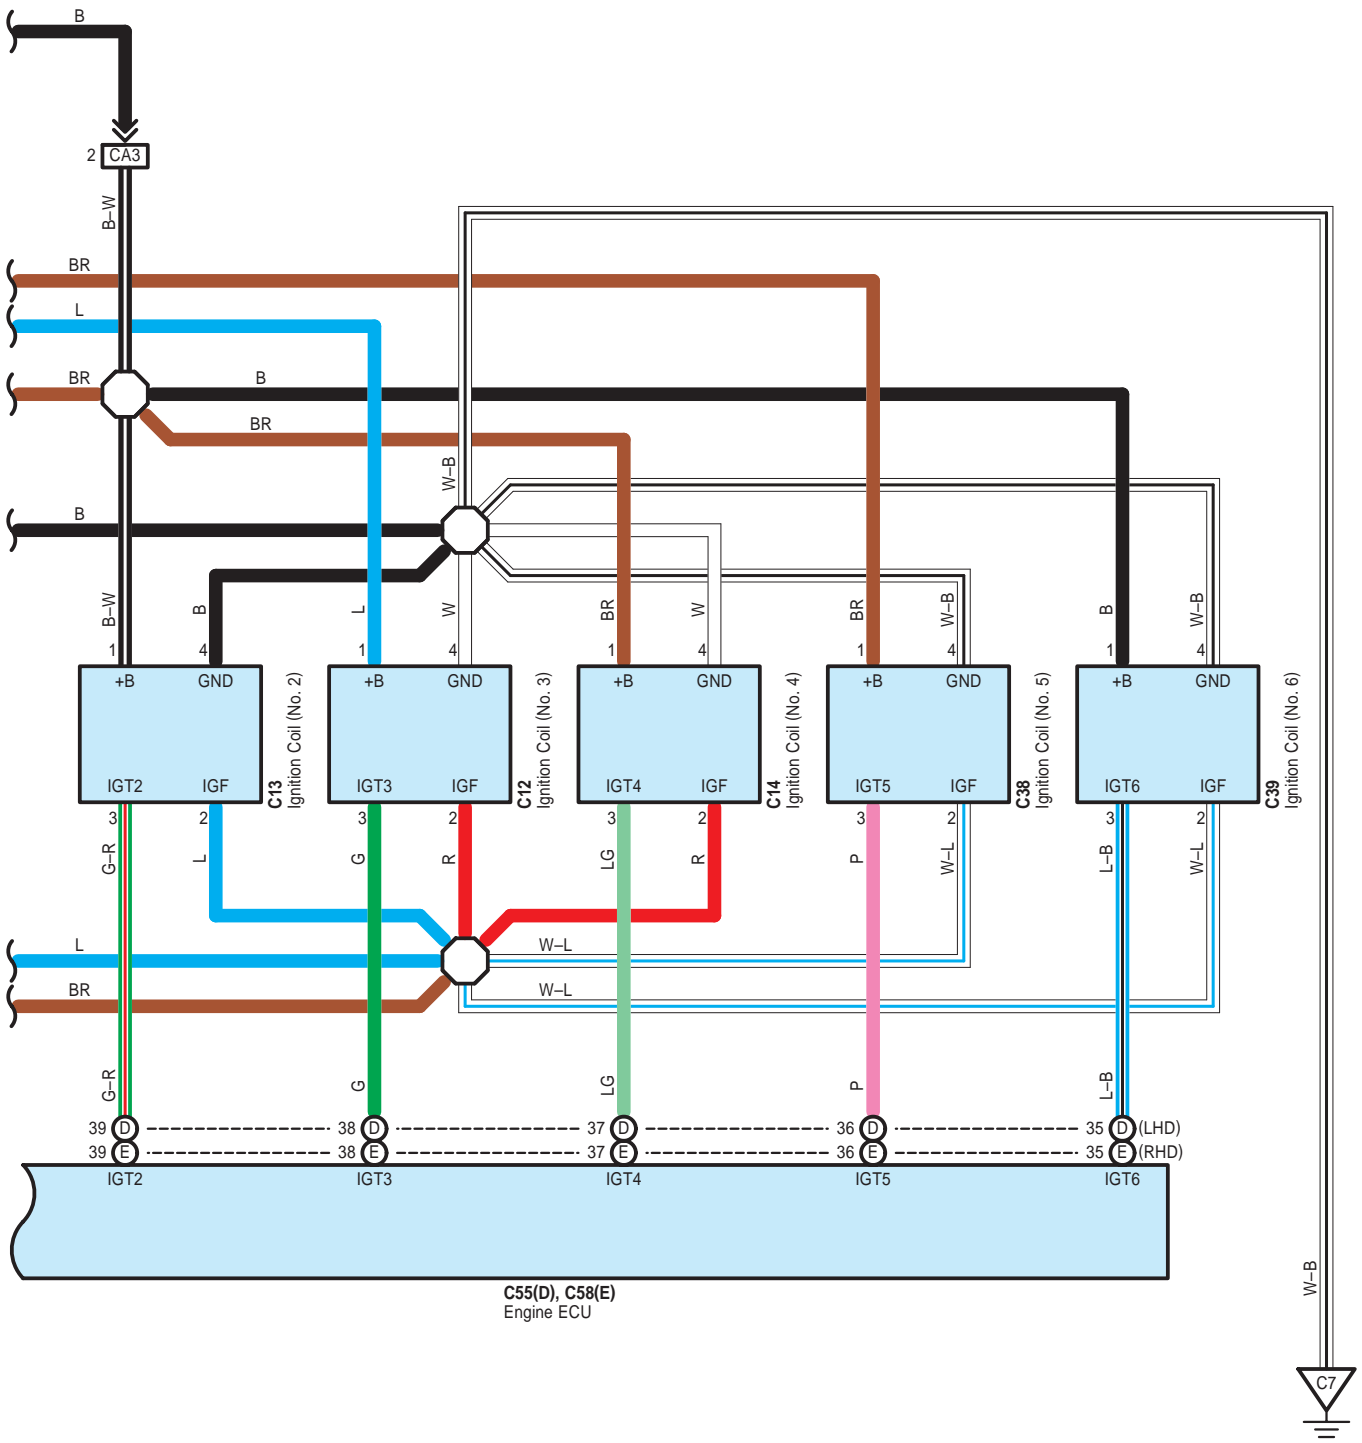 B
2 CA3
B–W
BR
L
BR
B
BR
W–B
B
B–W
B
L
W
BR
W
BR
W–B
B
W–B
1 4 1 4 1 4 1 4 1 4
+B GND +B GND +B GND +B GND +B GND
IGT2 IGF IGT3 IGF IGT4 IGF IGT5 IGF IGT6 IGF
C13
Ignition Coil (No. 2)
C12
Ignition Coil (No. 3)
C14
Ignition Coil (No. 4)
C38
Ignition Coil (No. 5)
C39
Ignition Coil (No. 6)
3 2 3 2 3 2 3 2 3 2
G–R L G R LG R P W–L L–B W–L
L
W–L
BR
W–L
G–R G LG P L–B
39 D 38 D 37 D 36 D 35 D (LHD)
39 E 38 E 37 E 36 E 35 E (RHD)
IGT2 IGT3 IGT4 IGT5 IGT6
C55(D), C58(E)
Engine ECU
W–B
C7